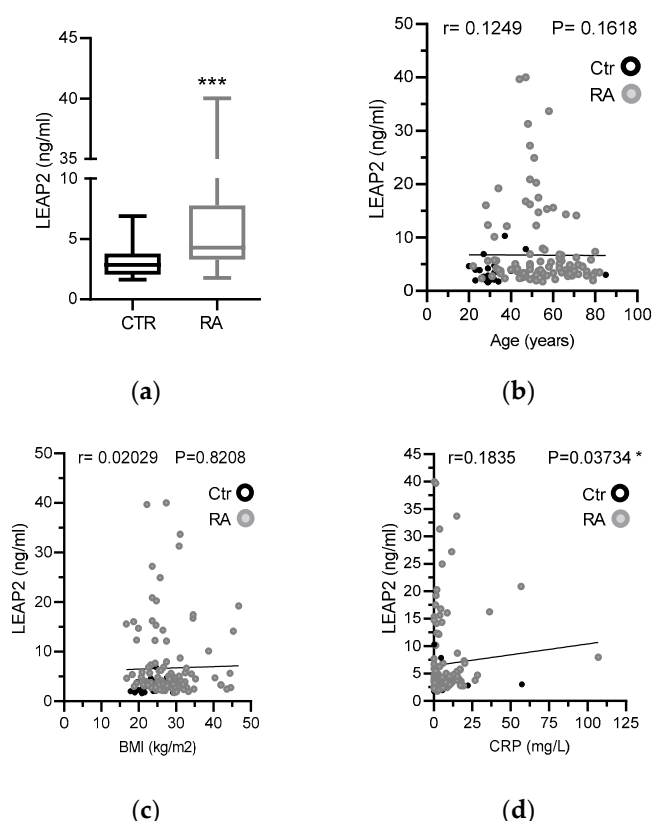 45
40
35
10
5
0
LEAP2 (ng/ml)
***
CTR RA
(a)
r= 0.1249 P= 0.1618
Ctr
RA
50
40
30
20
10
0
LEAP2 (ng/ml)
0 20 40 60 80 100
Age (years)
(b)
r= 0.02029 P=0.8208
Ctr
RA
50
40
30
20
10
0
LEAP2 (ng/ml)
0 10 20 30 40 50
BMI (kg/m2)
(c)
r=0.1835 P=0.03734 *
Ctr
RA
45
40
35
30
25
20
15
10
5
0
LEAP2 (ng/ml)
0 25 50 75 100 125
CRP (mg/L)
(d)